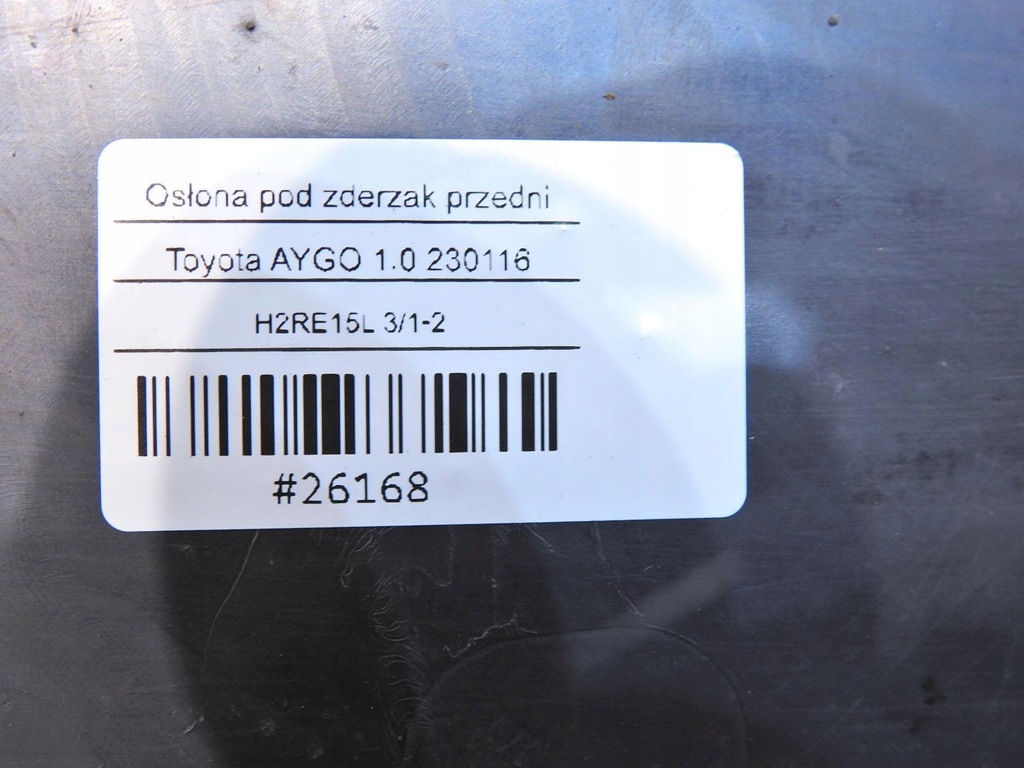 Osłona pod zderzak przedni
Toyota AYGO 1.0 230116
H2RE15L 3/1-2
#26168